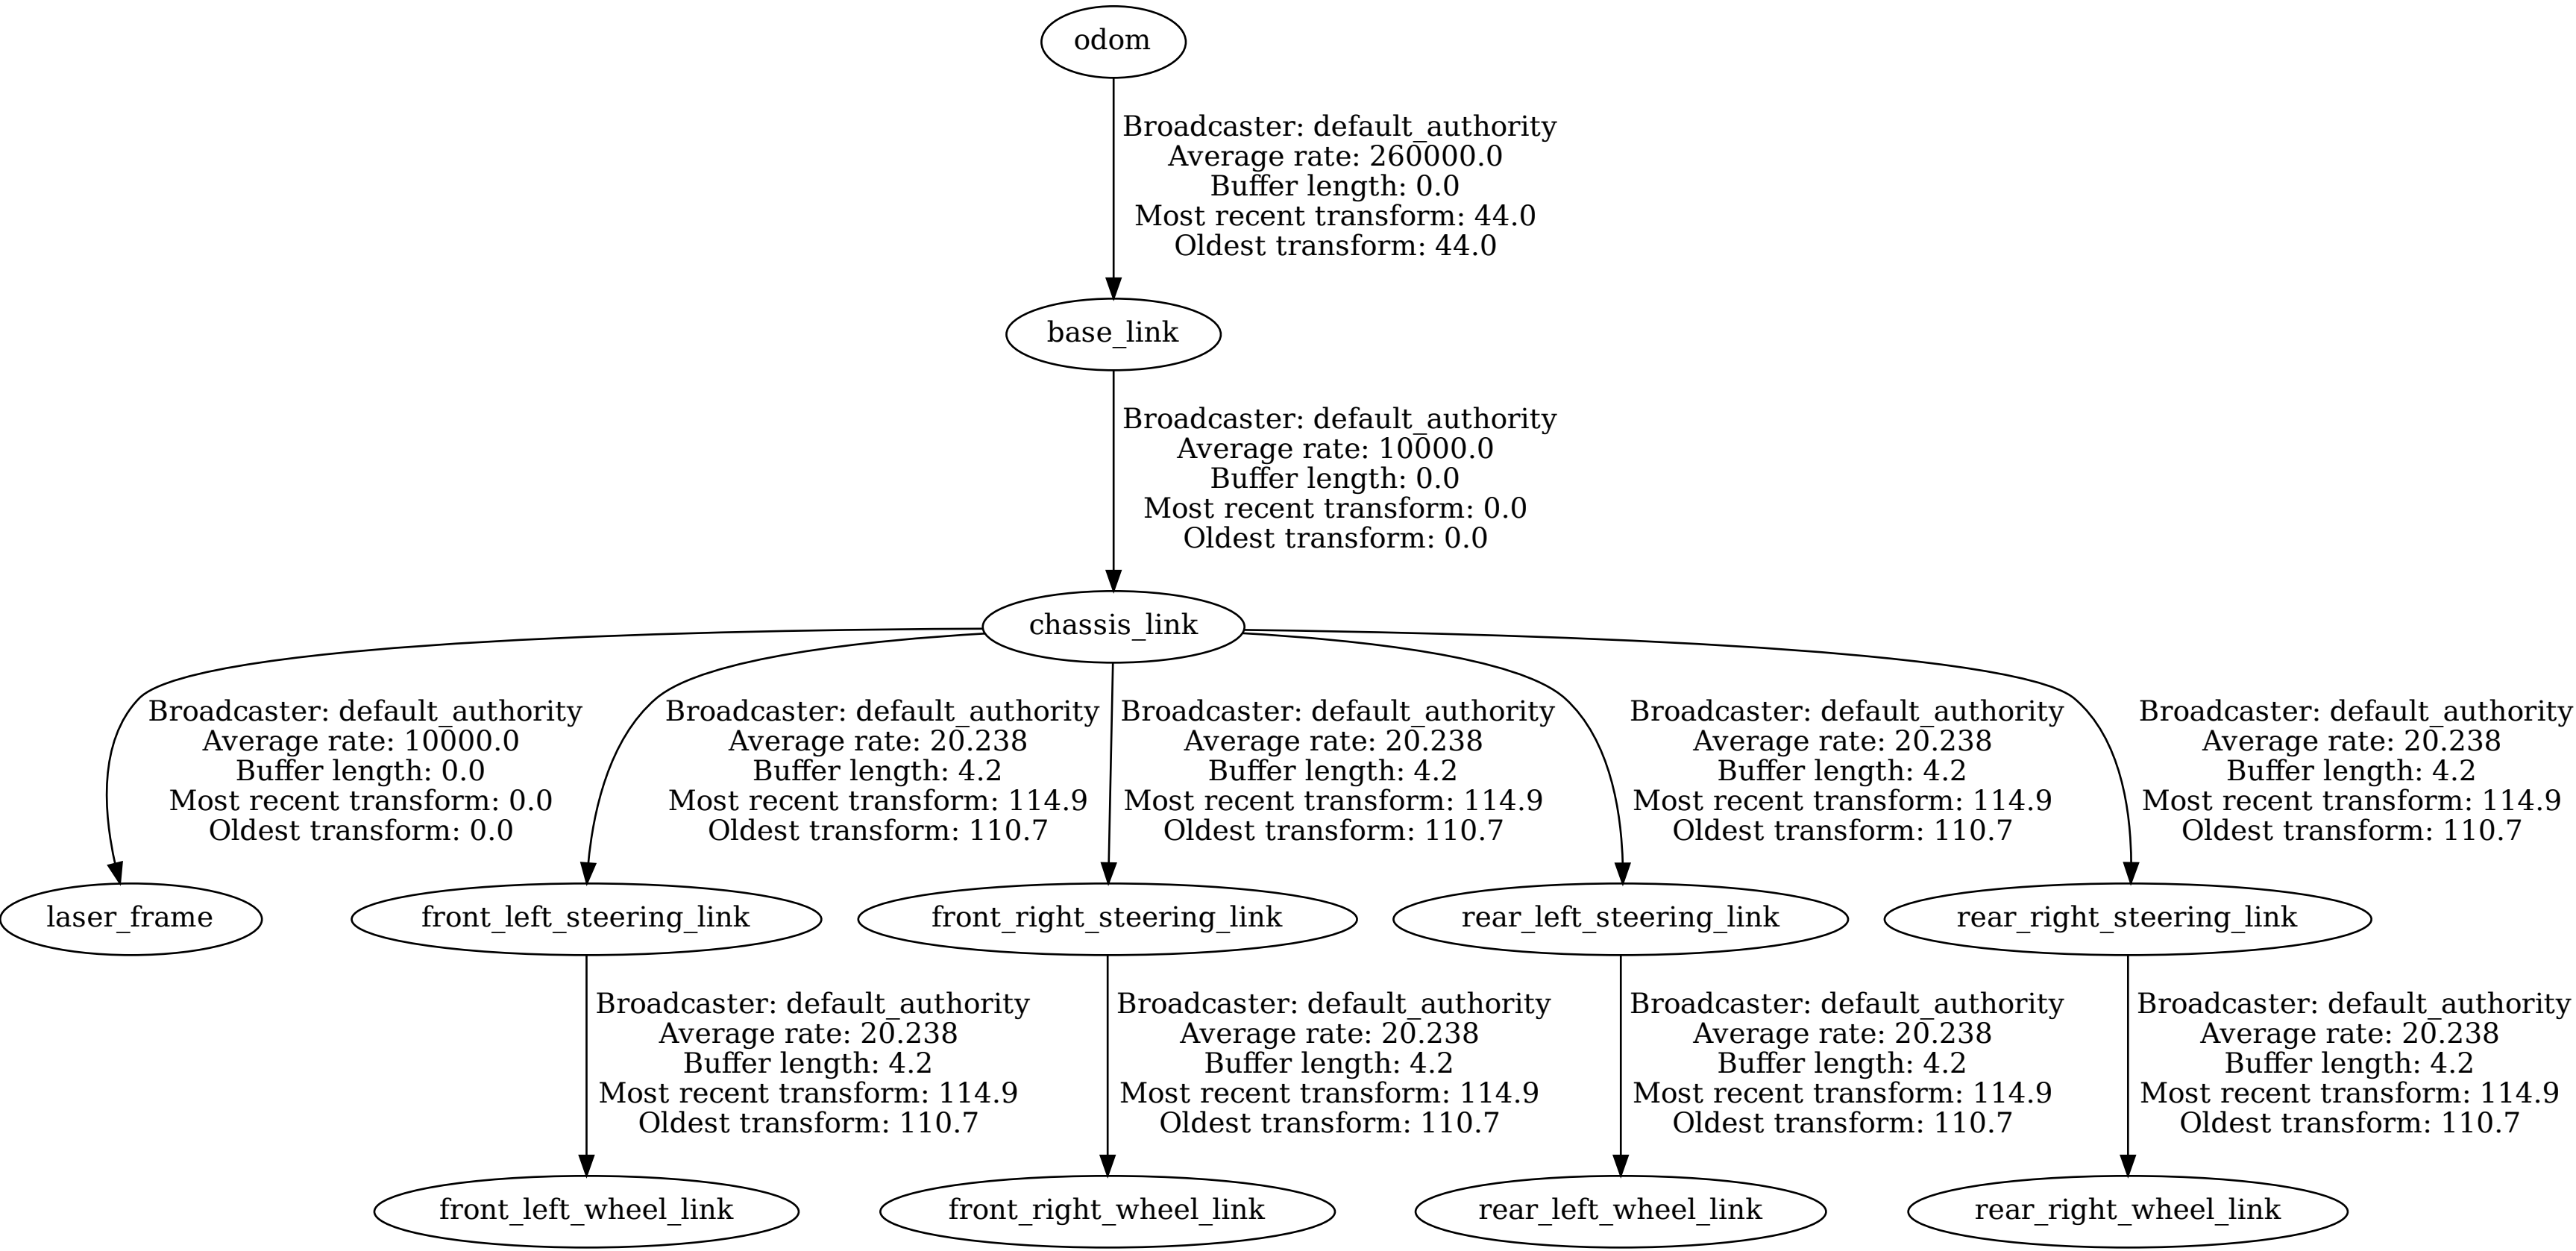 odom
Broadcaster: default_authority
Average rate: 260000.0
Buffer length: 0.0
Most recent transform: 44.0
Oldest transform: 44.0
base_link
Broadcaster: default_authority
Average rate: 10000.0
Buffer length: 0.0
Most recent transform: 0.0
Oldest transform: 0.0
chassis_link
Broadcaster: default_authority
Average rate: 10000.0
Buffer length: 0.0
Most recent transform: 0.0
Oldest transform: 0.0
Broadcaster: default_authority
Average rate: 20.238
Buffer length: 4.2
Most recent transform: 114.9
Oldest transform: 110.7
Broadcaster: default_authority
Average rate: 20.238
Buffer length: 4.2
Most recent transform: 114.9
Oldest transform: 110.7
Broadcaster: default_authority
Average rate: 20.238
Buffer length: 4.2
Most recent transform: 114.9
Oldest transform: 110.7
Broadcaster: default_authority
Average rate: 20.238
Buffer length: 4.2
Most recent transform: 114.9
Oldest transform: 110.7
laser_frame
front_left_steering_link
front_right_steering_link
rear_left_steering_link
rear_right_steering_link
Broadcaster: default_authority
Average rate: 20.238
Buffer length: 4.2
Most recent transform: 114.9
Oldest transform: 110.7
Broadcaster: default_authority
Average rate: 20.238
Buffer length: 4.2
Most recent transform: 114.9
Oldest transform: 110.7
Broadcaster: default_authority
Average rate: 20.238
Buffer length: 4.2
Most recent transform: 114.9
Oldest transform: 110.7
Broadcaster: default_authority
Average rate: 20.238
Buffer length: 4.2
Most recent transform: 114.9
Oldest transform: 110.7
front_left_wheel_link
front_right_wheel_link
rear_left_wheel_link
rear_right_wheel_link